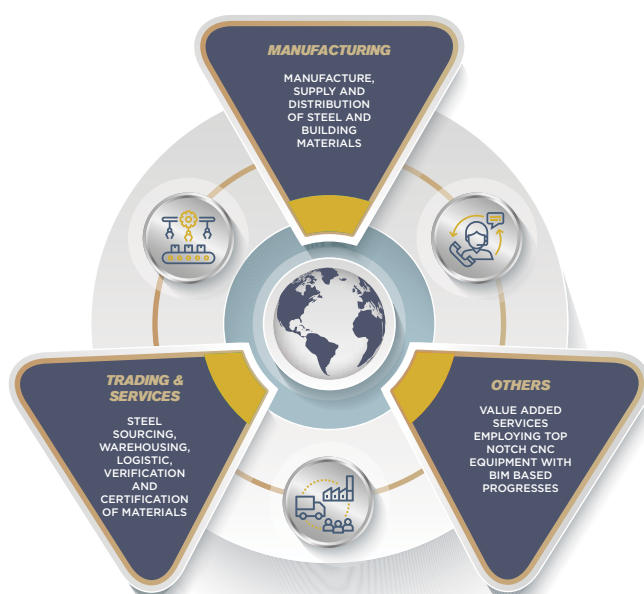 MANUFACTURING
MANUFACTURE,
SUPPLY AND
DISTRIBUTION
OF STEEL AND
BUILDING
MATERIALS
TRADING &
SERVICES
STEEL
SOURCING,
WAREHOUSING,
LOGISTIC,
VERIFICATION
AND
CERTIFICATION
OF MATERIALS
OTHERS
VALUE ADDED
SERVICES
EMPLOYING TOP
NOTCH CNC
EQUIPMENT WITH
BIM BASED
PROGRESSES